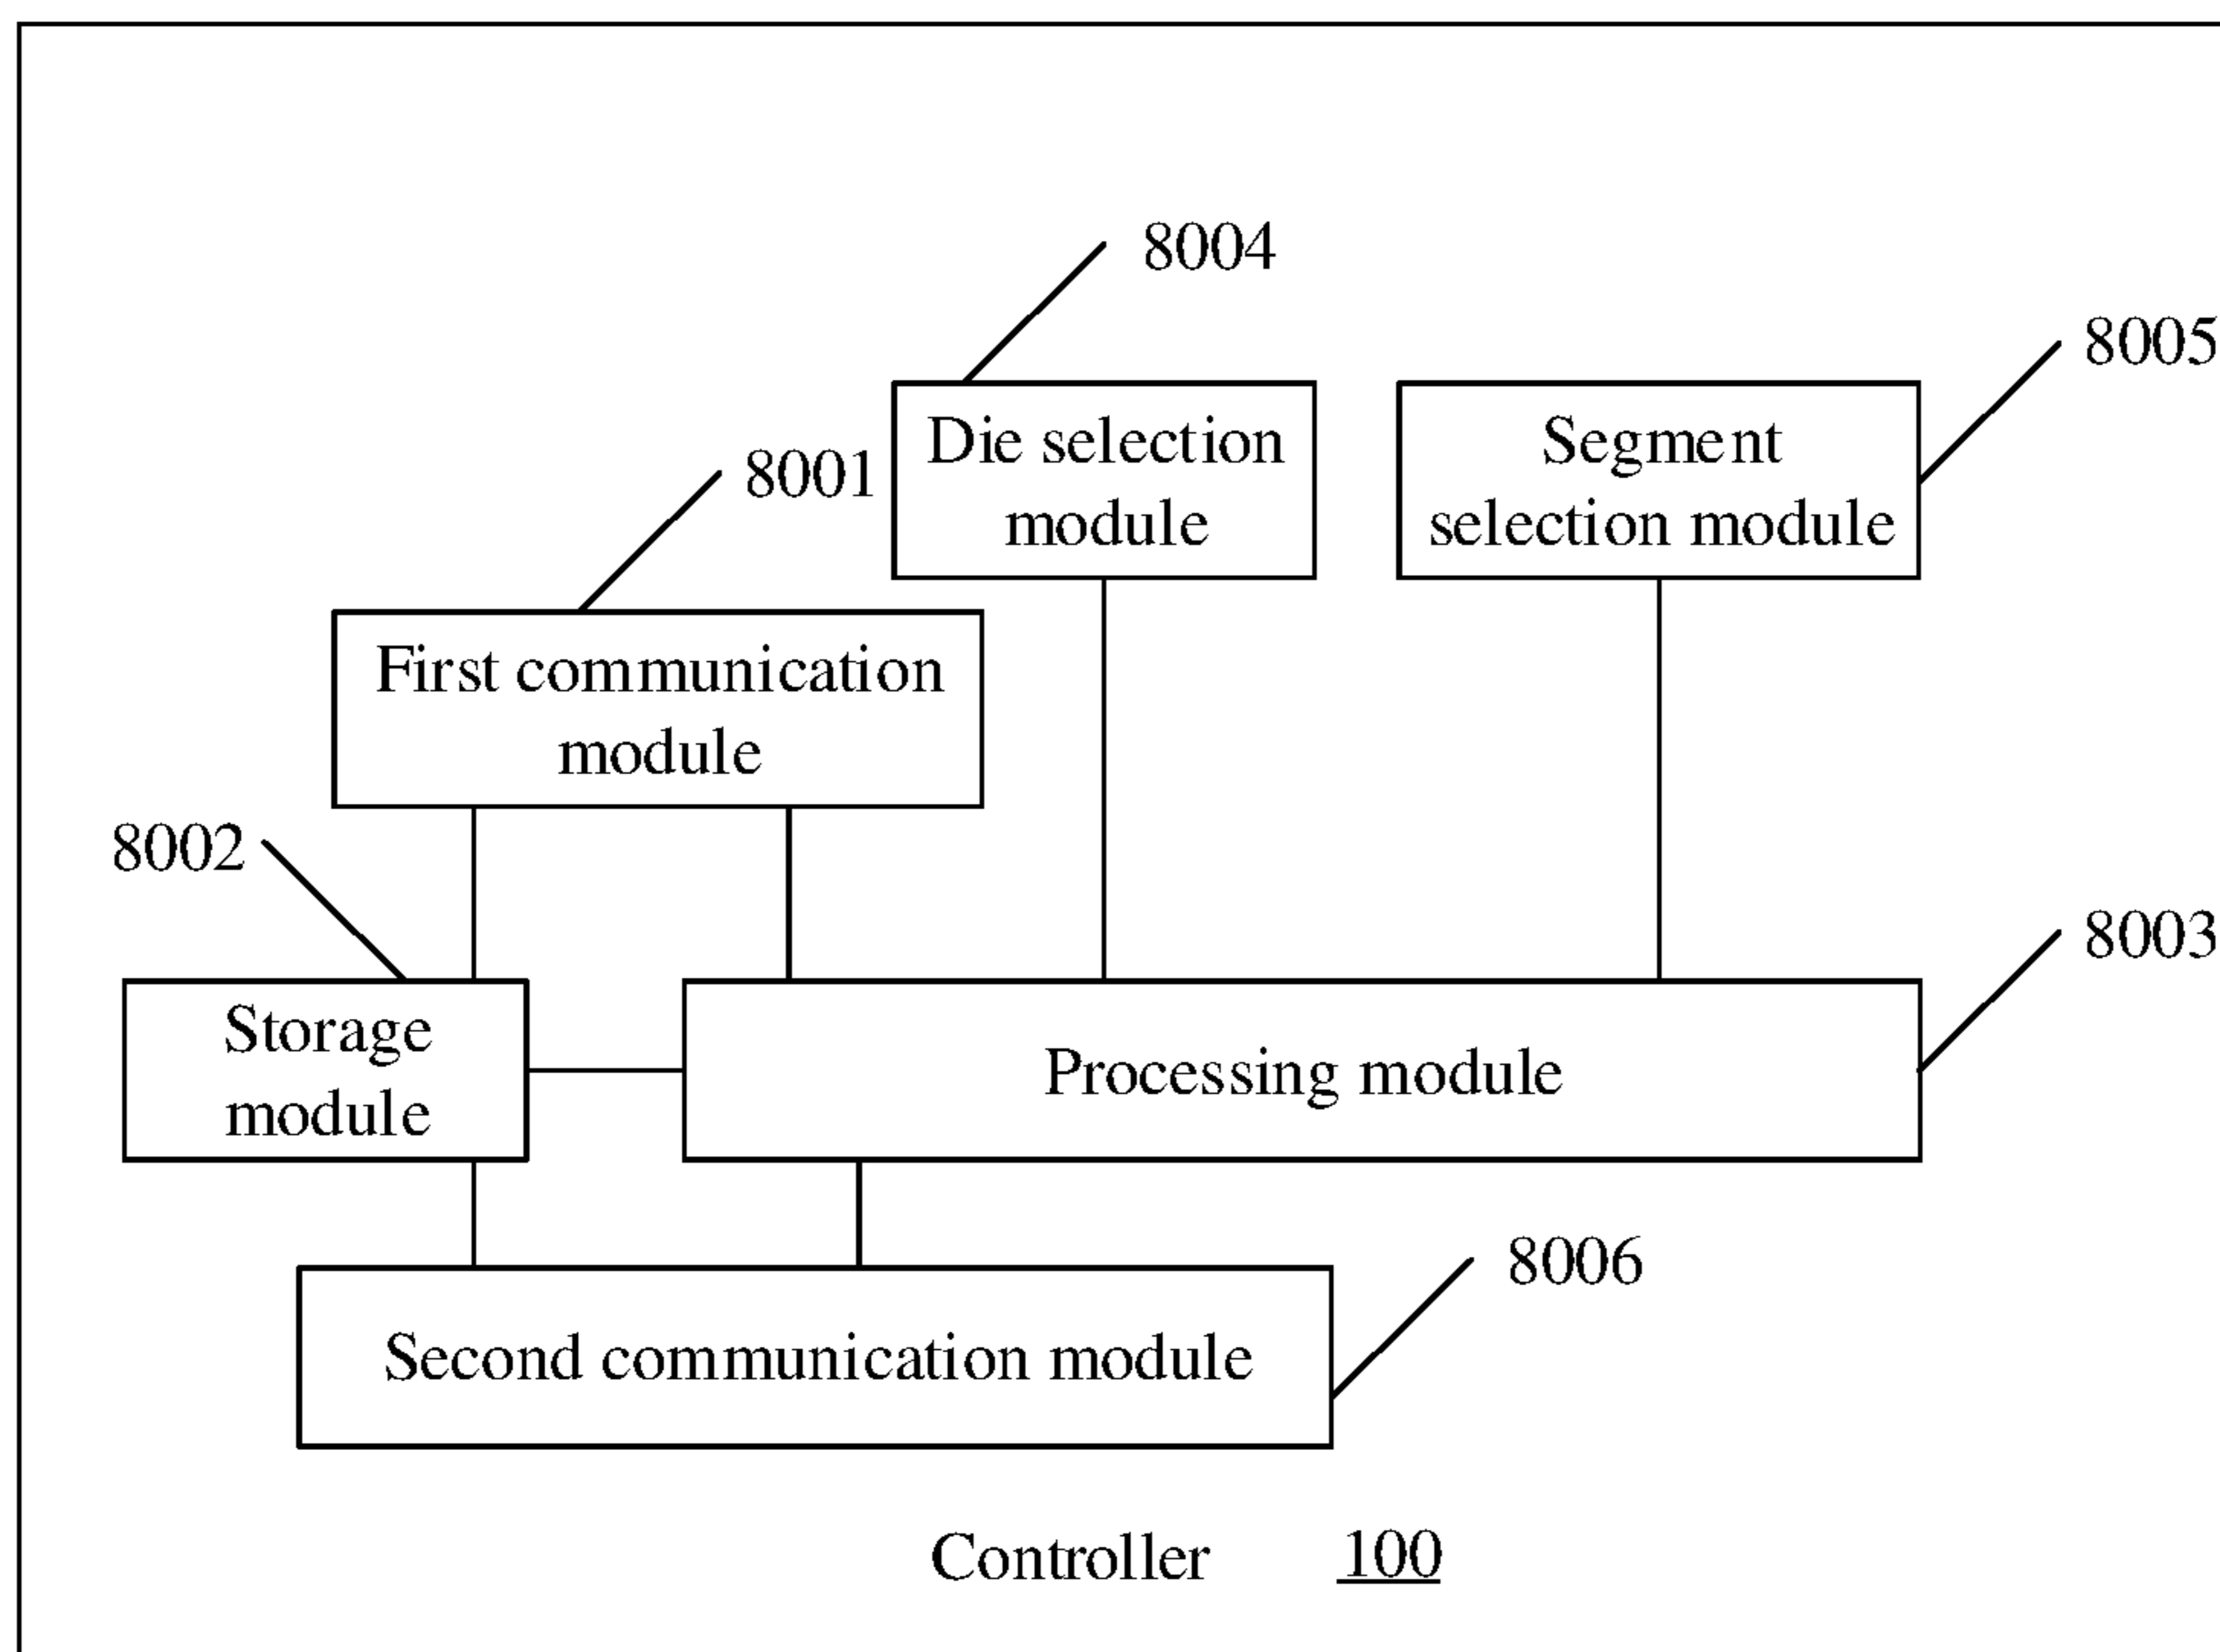 8004
8005
Die selection
module
Segment
selection module
8001
First communication
module
8002
8003
Storage
module
Processing module
8006
Second communication module
Controller 100